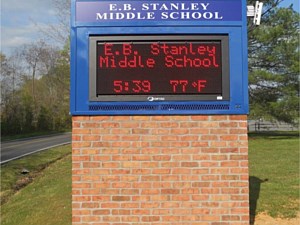 E.B. STANLEY
MIDDLE SCHOOL
E.B. Stanley
Middle School
5:39 77°F